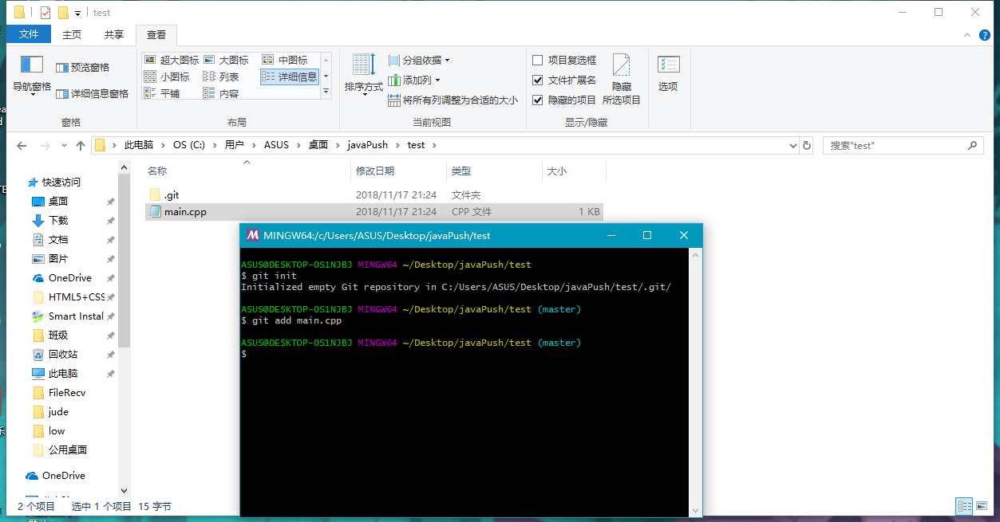 test
文件 主页 共享 查看
导航窗格
预览窗格
详细信息窗格
窗格
超大图标 大图标 中图标
小图标 列表 详细信息
平铺 内容
布局
排序方式
分组依据
添加列
将所有列调整为合适的大小
当前视图
项目复选框
文件扩展名
隐藏的项目
隐藏
所选项目
显示/隐藏
选项
此电脑 OS (C:) 用户 ASUS 桌面 javaPush test
搜索"test"
名称 修改日期 类型 大小
.git 2018/11/17 21:24 文件夹
main.cpp 2018/11/17 21:24 CPP 文件 1 KB
快速访问
桌面
下载
文档
图片
OneDrive
HTML5+CSS
Smart Instal
班级
回收站
此电脑
FileRecv
jude
low
公用桌面
OneDrive
2 个项目 选中 1 个项目 15 字节
MINGW64:/c/Users/ASUS/Desktop/javaPush/test
ASUS@DESKTOP-OS1NJBJ MINGW64 ~/Desktop/javaPush/test
$ git init
Initialized empty Git repository in C:/Users/ASUS/Desktop/javaPush/test/.git/
ASUS@DESKTOP-OS1NJBJ MINGW64 ~/Desktop/javaPush/test (master)
$ git add main.cpp
ASUS@DESKTOP-OS1NJBJ MINGW64 ~/Desktop/javaPush/test (master)
$